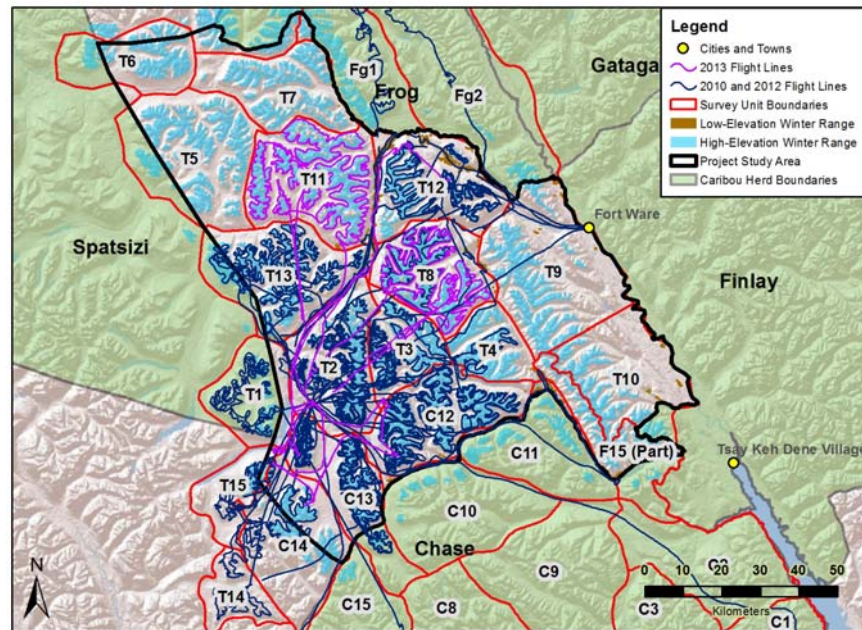 Legend
Cities and Towns
2013 Flight Lines
2010 and 2012 Flight Lines
Survey Unit Boundaries
Low-Elevation Winter Range
High-Elevation Winter Range
Project Study Area
Caribou Herd Boundaries
T6
Fg1
Frog
Gataga
T7
Fg2
T5
T11
T12
Fort Ware
Spatsizi
T13
T8
T9
Finlay
T3
T4
T2
T1
T10
C12
C11
F15 (Part)
Tsay Keh Dene Village
T15
C13
C10
C14
Chase
C9
C2
T14
C15
C8
C3
C1
N
0 10 20 30 40 50
Kilometers